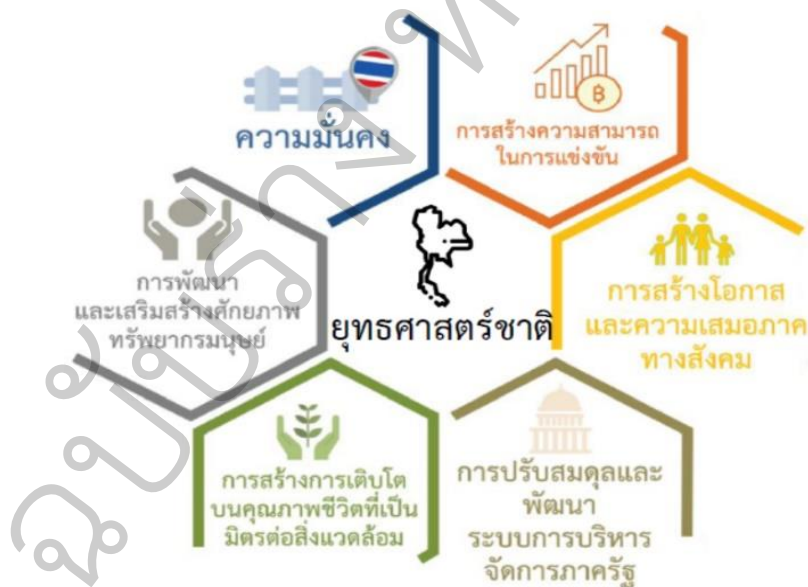 ความมั่นคง
การสร้างความสามารถ
ในการแข่งขัน
การพัฒนา
และเสริมสร้างศักยภาพ
ทรัพยากรมนุษย์
ยุทธศาสตร์ชาติ
การสร้างโอกาส
และความเสมอภาค
ทางสังคม
การสร้างการเติบโต
บนคุณภาพชีวิตที่เป็น
มิตรต่อสิ่งแวดล้อม
การปรับสมดุลและ
พัฒนา
ระบบการบริหาร
จัดการภาครัฐ
฿